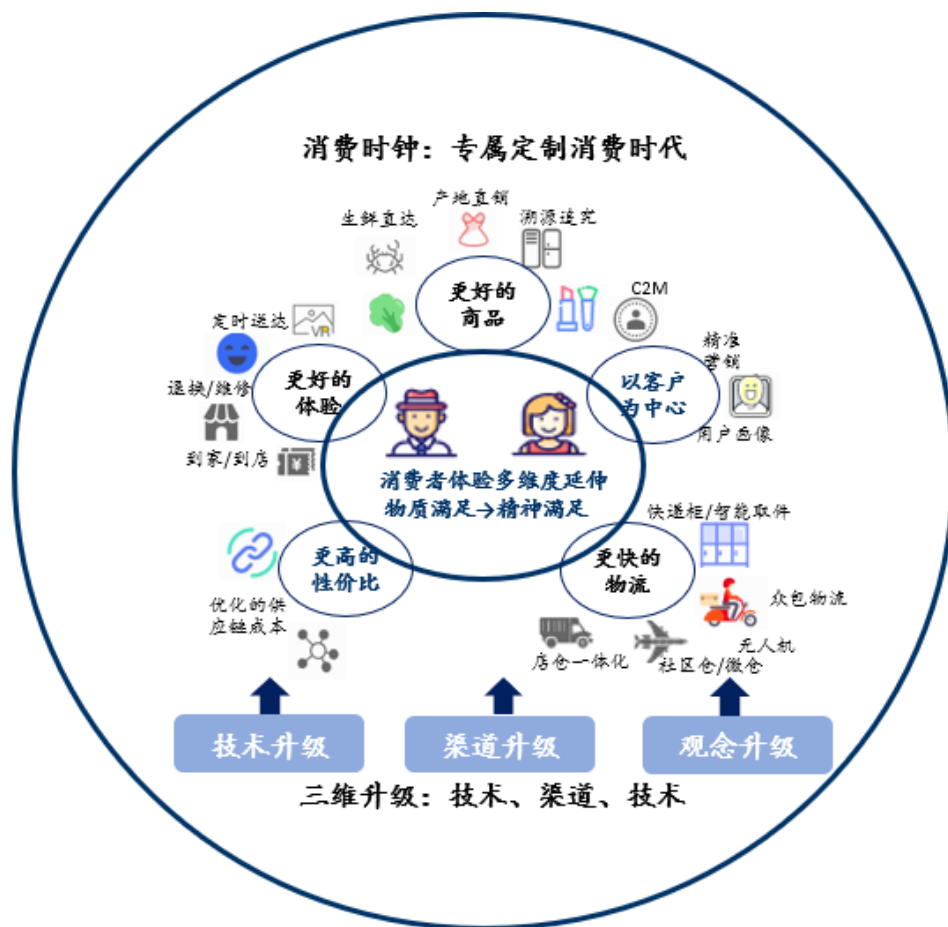 消费时钟：专属定制消费时代
产地直销
生鲜直达
溯源追究
更好的
商品
C2M
定时送达
VR
精准
营销
退换/维修
更好的
体验
以客户
为中心
用户画像
到家/到店
¥
消费者体验多维度延伸
物质满足→精神满足
快递柜/智能取件
更高的
性价比
更快的
物流
优化的供
应链成本
众包物流
无人机
店仓一体化
社区仓/微仓
技术升级
渠道升级
观念升级
三维升级：技术、渠道、技术